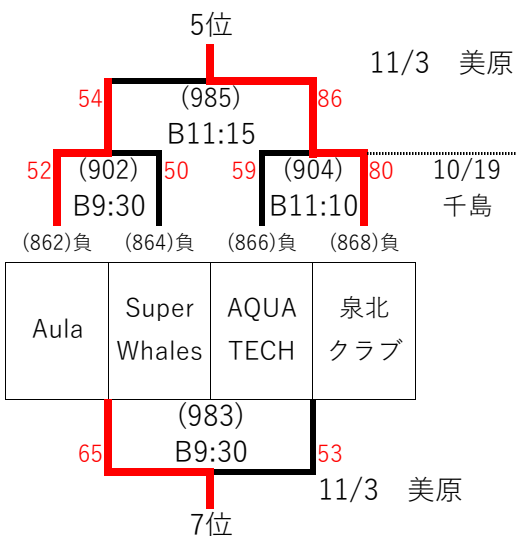 5位
11/3 美原
54
(985)
86
B11:15
52
(902)
50
59
(904)
80
10/19
B9:30
B11:10
千島
(862)負
(864)負
(866)負
(868)負
Aula
Super
Whales
AQUA
TECH
泉北
クラブ
(983)
65
B9:30
53
11/3 美原
7位